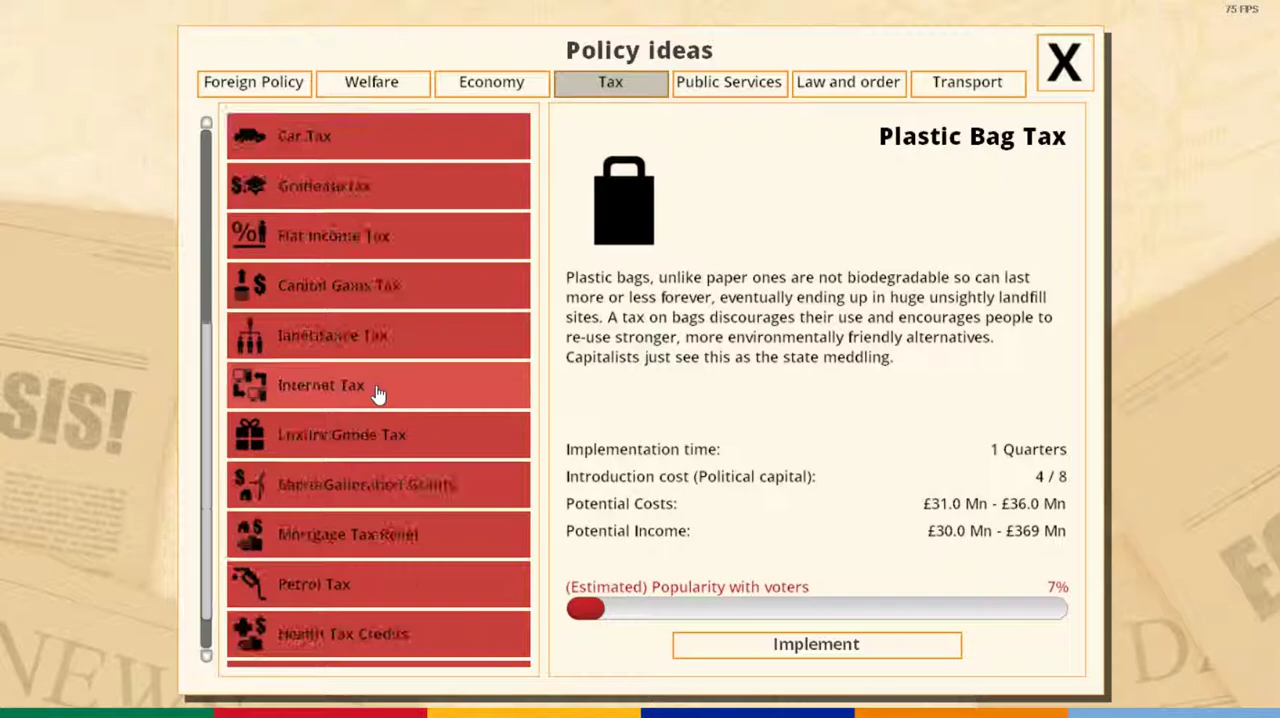 75 FPS
Policy ideas
X
Foreign Policy
Welfare
Economy
Tax
Public Services
Law and order
Transport
Car Tax
Graduate Tax
Flat Income Tax
Capital Gains Tax
Inheritance Tax
Internet Tax
Luxury Goods Tax
Micro-Generation Grants
Mortgage Tax Relief
Petrol Tax
Health Tax Credits
Plastic Bag Tax
Plastic bags, unlike paper ones are not biodegradable so can last
more or less forever, eventually ending up in huge unsightly landfill
sites. A tax on bags discourages their use and encourages people to
re-use stronger, more environmentally friendly alternatives.
Capitalists just see this as the state meddling.
Implementation time: 1 Quarters
Introduction cost (Political capital): 4 / 8
Potential Costs: £31.0 Mn - £36.0 Mn
Potential Income: £30.0 Mn - £369 Mn
(Estimated) Popularity with voters 7%
Implement
SIS!
NEW